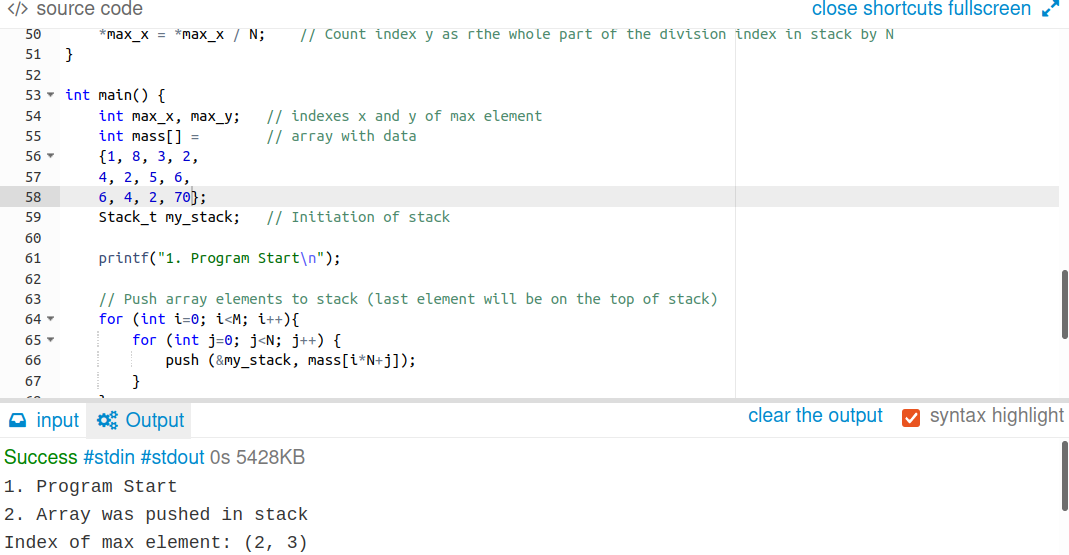 </> source code
close shortcuts fullscreen
50 *max_x = *max_x / N; // Count index y as rthe whole part of the division index in stack by N
51 }
52
53 int main() {
54 int max_x, max_y; // indexes x and y of max element
55 int mass[] = // array with data
56 {1, 8, 3, 2,
57 4, 2, 5, 6,
58 6, 4, 2, 70};
59 Stack_t my_stack; // Initiation of stack
60
61 printf("1. Program Start\n");
62
63 // Push array elements to stack (last element will be on the top of stack)
64 for (int i=0; i<M; i++){
65 for (int j=0; j<N; j++) {
66 push (&my_stack, mass[i*N+j]);
67 }
input
Output
clear the output
syntax highlight
Success #stdin #stdout 0s 5428KB
1. Program Start
2. Array was pushed in stack
Index of max element: (2, 3)